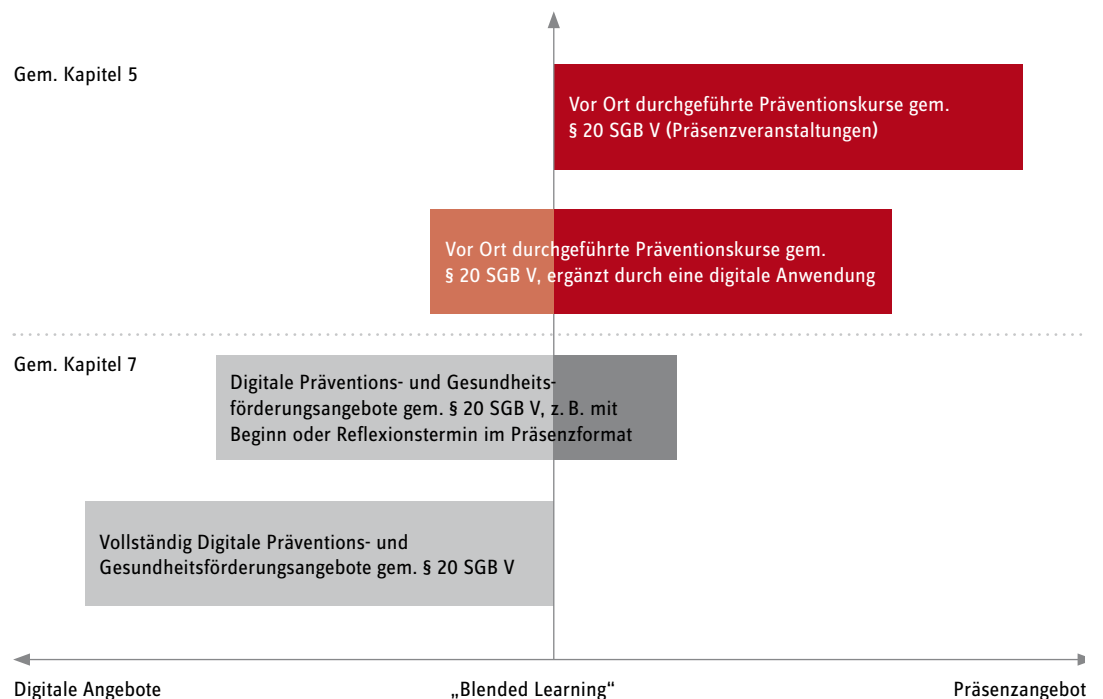 Gem. Kapitel 5
Vor Ort durchgeführte Präventionskurse gem.
§ 20 SGB V (Präsenzveranstaltungen)
Vor Ort durchgeführte Präventionskurse gem.
§ 20 SGB V, ergänzt durch eine digitale Anwendung
Gem. Kapitel 7
Digitale Präventions- und Gesundheits-
förderungsangebote gem. § 20 SGB V, z. B. mit
Beginn oder Reflexionstermin im Präsenzformat
Vollständig Digitale Präventions- und
Gesundheitsförderungsangebote gem. § 20 SGB V
Digitale Angebote
„Blended Learning“
Präsenzangebot